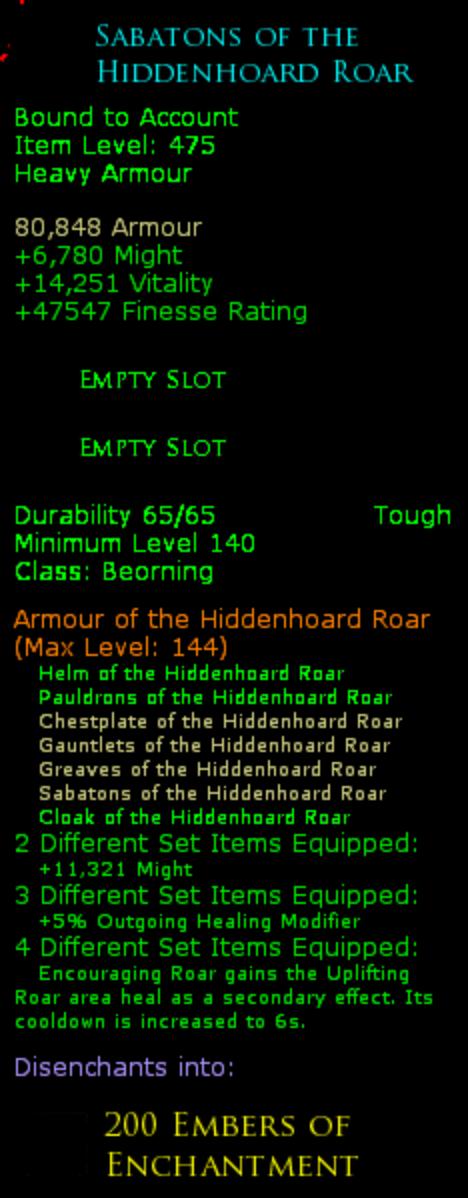 Sabatons of the
Hiddenhoard Roar
Bound to Account
Item Level: 475
Heavy Armour
80,848 Armour
+6,780 Might
+14,251 Vitality
+47547 Finesse Rating
Empty Slot
Empty Slot
Durability 65/65 Tough
Minimum Level 140
Class: Beorning
Armour of the Hiddenhoard Roar
(Max Level: 144)
Helm of the Hiddenhoard Roar
Pauldrons of the Hiddenhoard Roar
Chestplate of the Hiddenhoard Roar
Gauntlets of the Hiddenhoard Roar
Greaves of the Hiddenhoard Roar
Sabatons of the Hiddenhoard Roar
Cloak of the Hiddenhoard Roar
2 Different Set Items Equipped:
+11,321 Might
3 Different Set Items Equipped:
+5% Outgoing Healing Modifier
4 Different Set Items Equipped:
Encouraging Roar gains the Uplifting
Roar area heal as a secondary effect. Its
cooldown is increased to 6s.
Disenchants into:
200 Embers of
Enchantment